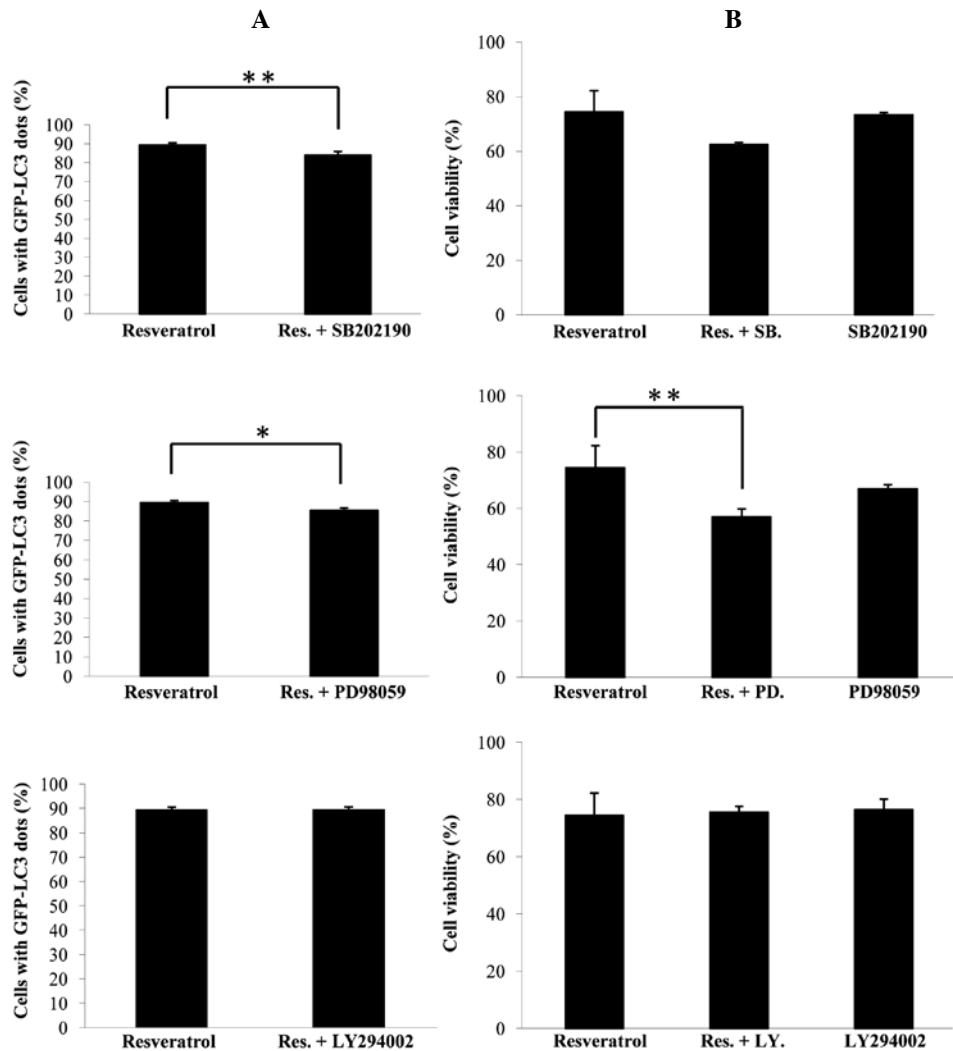 A
B
Cells with GFP-LC3 dots (%)
100
90
80
70
60
50
40
30
20
10
0
**
Resveratrol
Res. + SB202190
Cell viability (%)
100
80
60
40
20
0
Resveratrol
Res. + SB.
SB202190
Cells with GFP-LC3 dots (%)
100
90
80
70
60
50
40
30
20
10
0
*
Resveratrol
Res. + PD98059
Cell viability (%)
100
80
60
40
20
0
**
Resveratrol
Res. + PD.
PD98059
Cells with GFP-LC3 dots (%)
100
90
80
70
60
50
40
30
20
10
0
Resveratrol
Res. + LY294002
Cell viability (%)
100
80
60
40
20
0
Resveratrol
Res. + LY.
LY294002